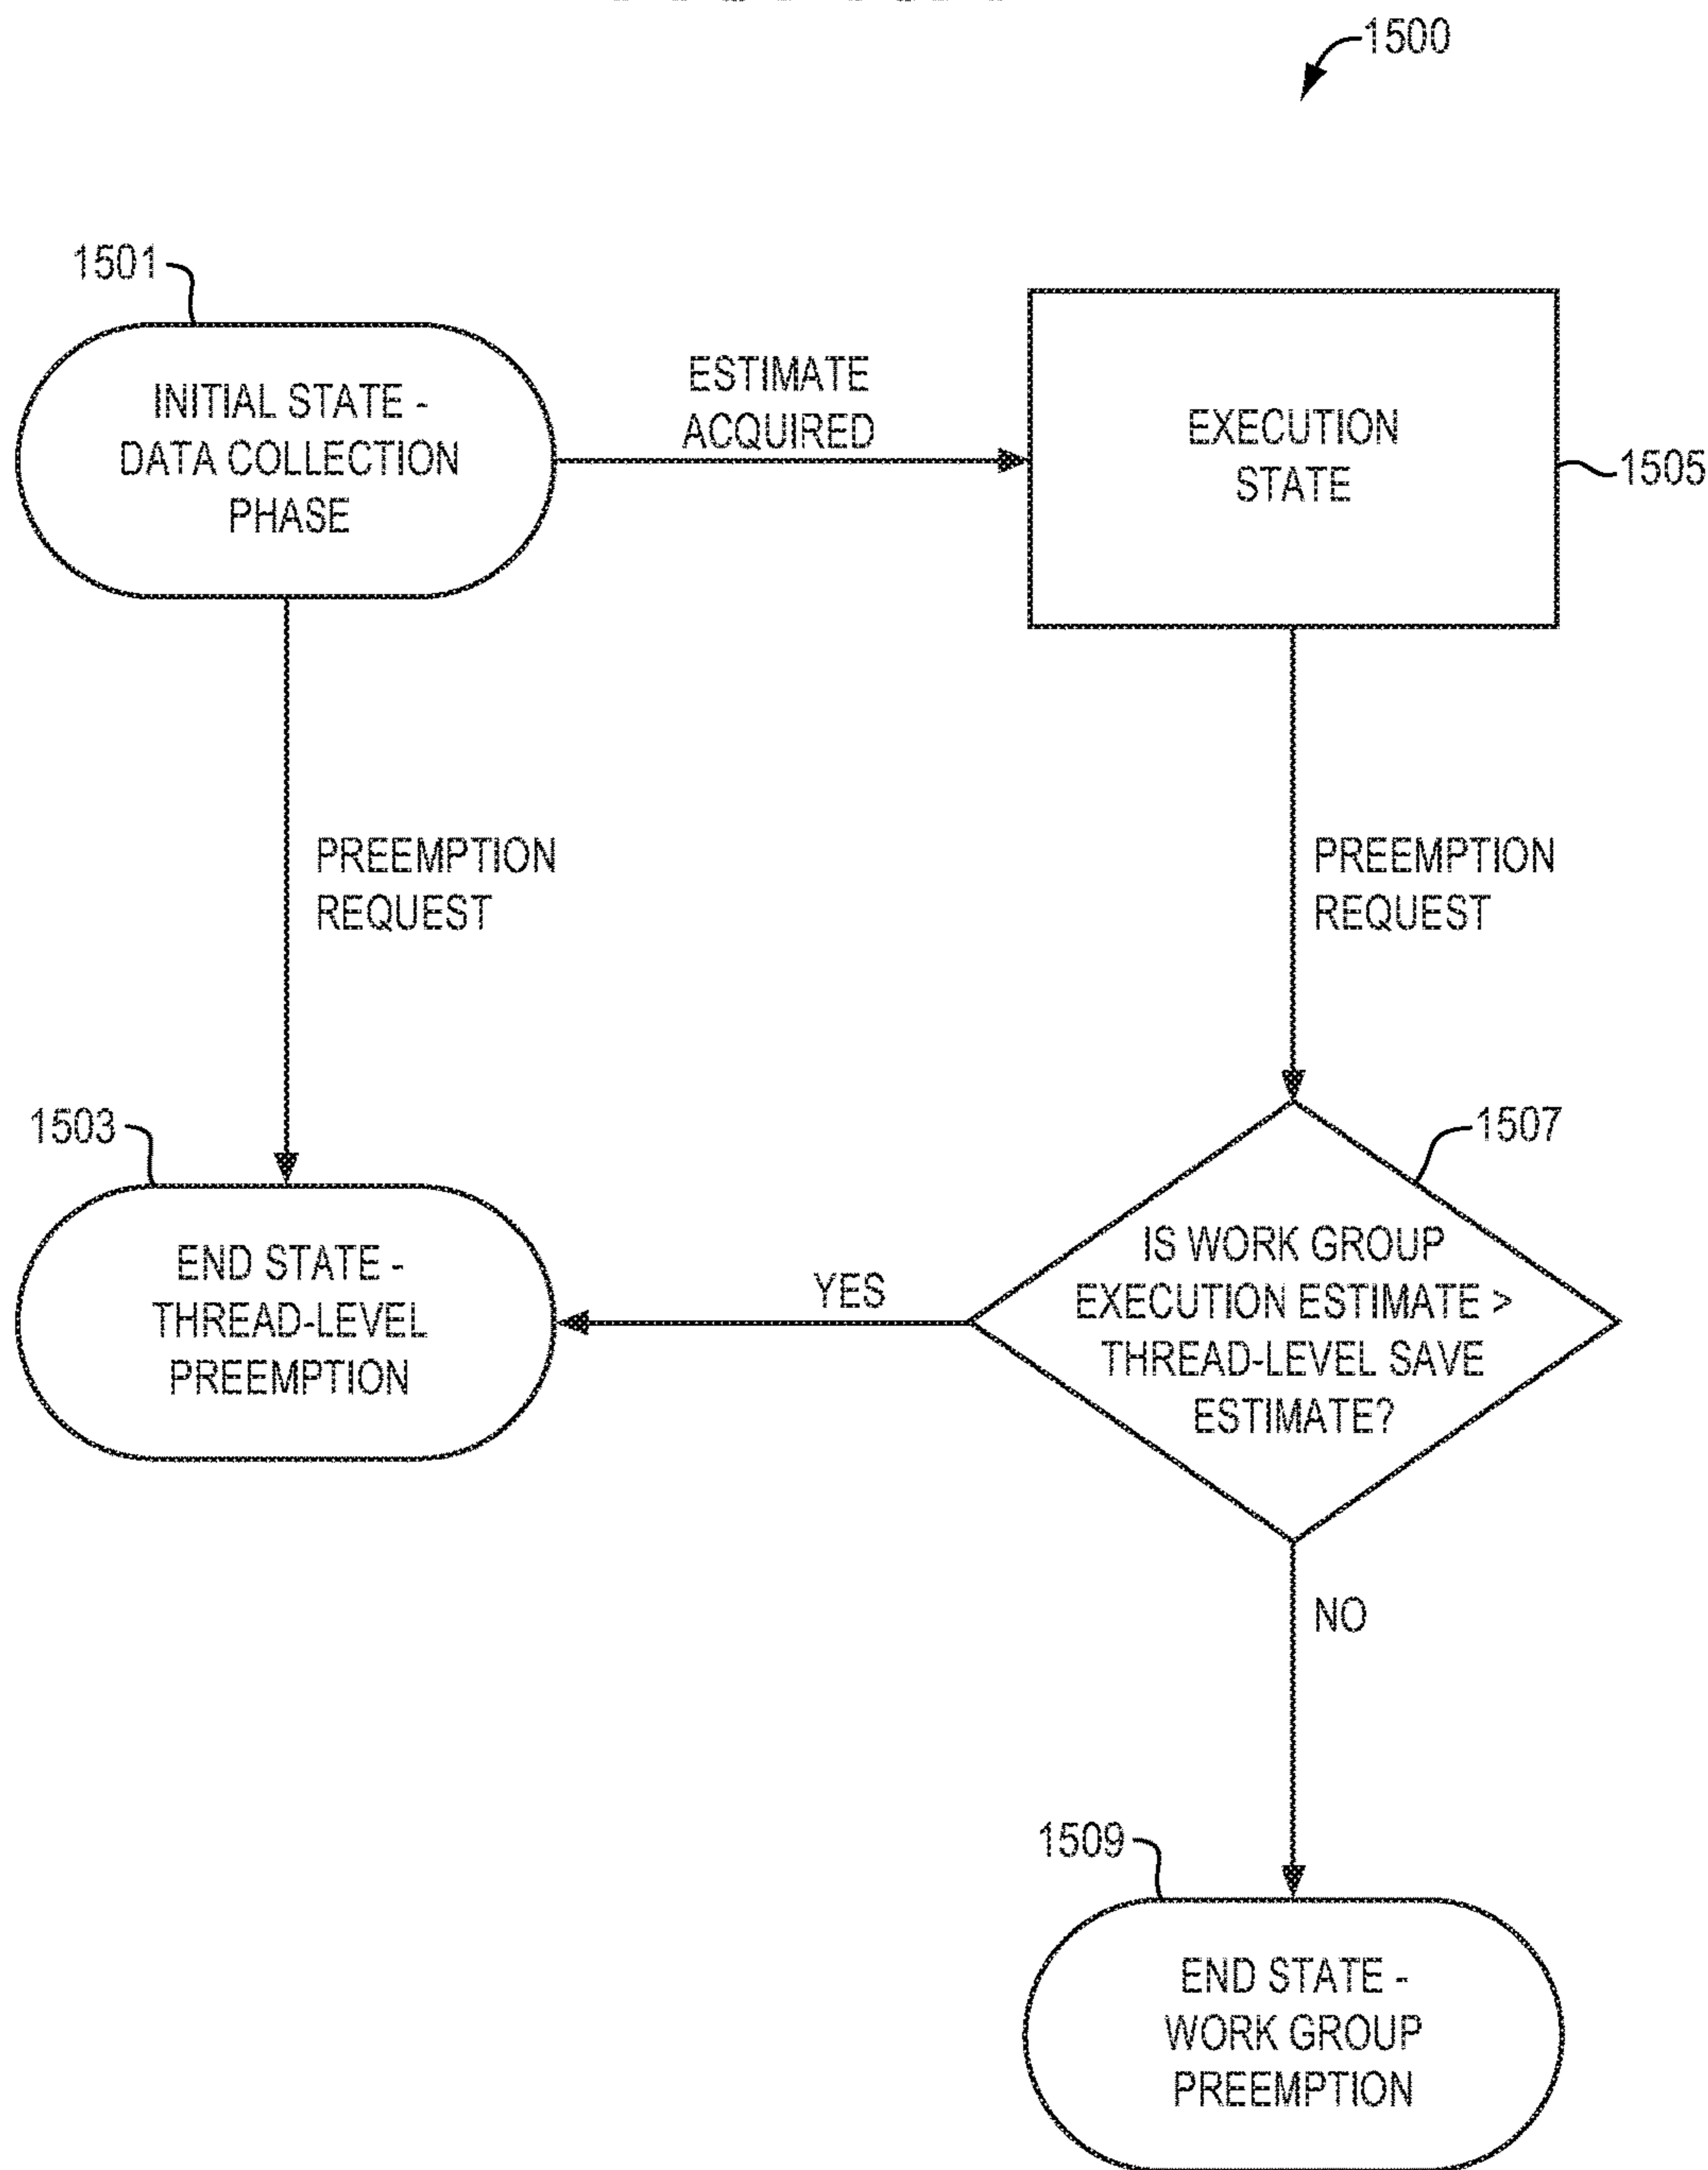 1500
1501
INITIAL STATE -
DATA COLLECTION
PHASE
ESTIMATE
ACQUIRED
EXECUTION
STATE
1505
PREEMPTION
REQUEST
PREEMPTION
REQUEST
1503
END STATE -
THREAD-LEVEL
PREEMPTION
YES
1507
IS WORK GROUP
EXECUTION ESTIMATE >
THREAD-LEVEL SAVE
ESTIMATE?
NO
1509
END STATE -
WORK GROUP
PREEMPTION